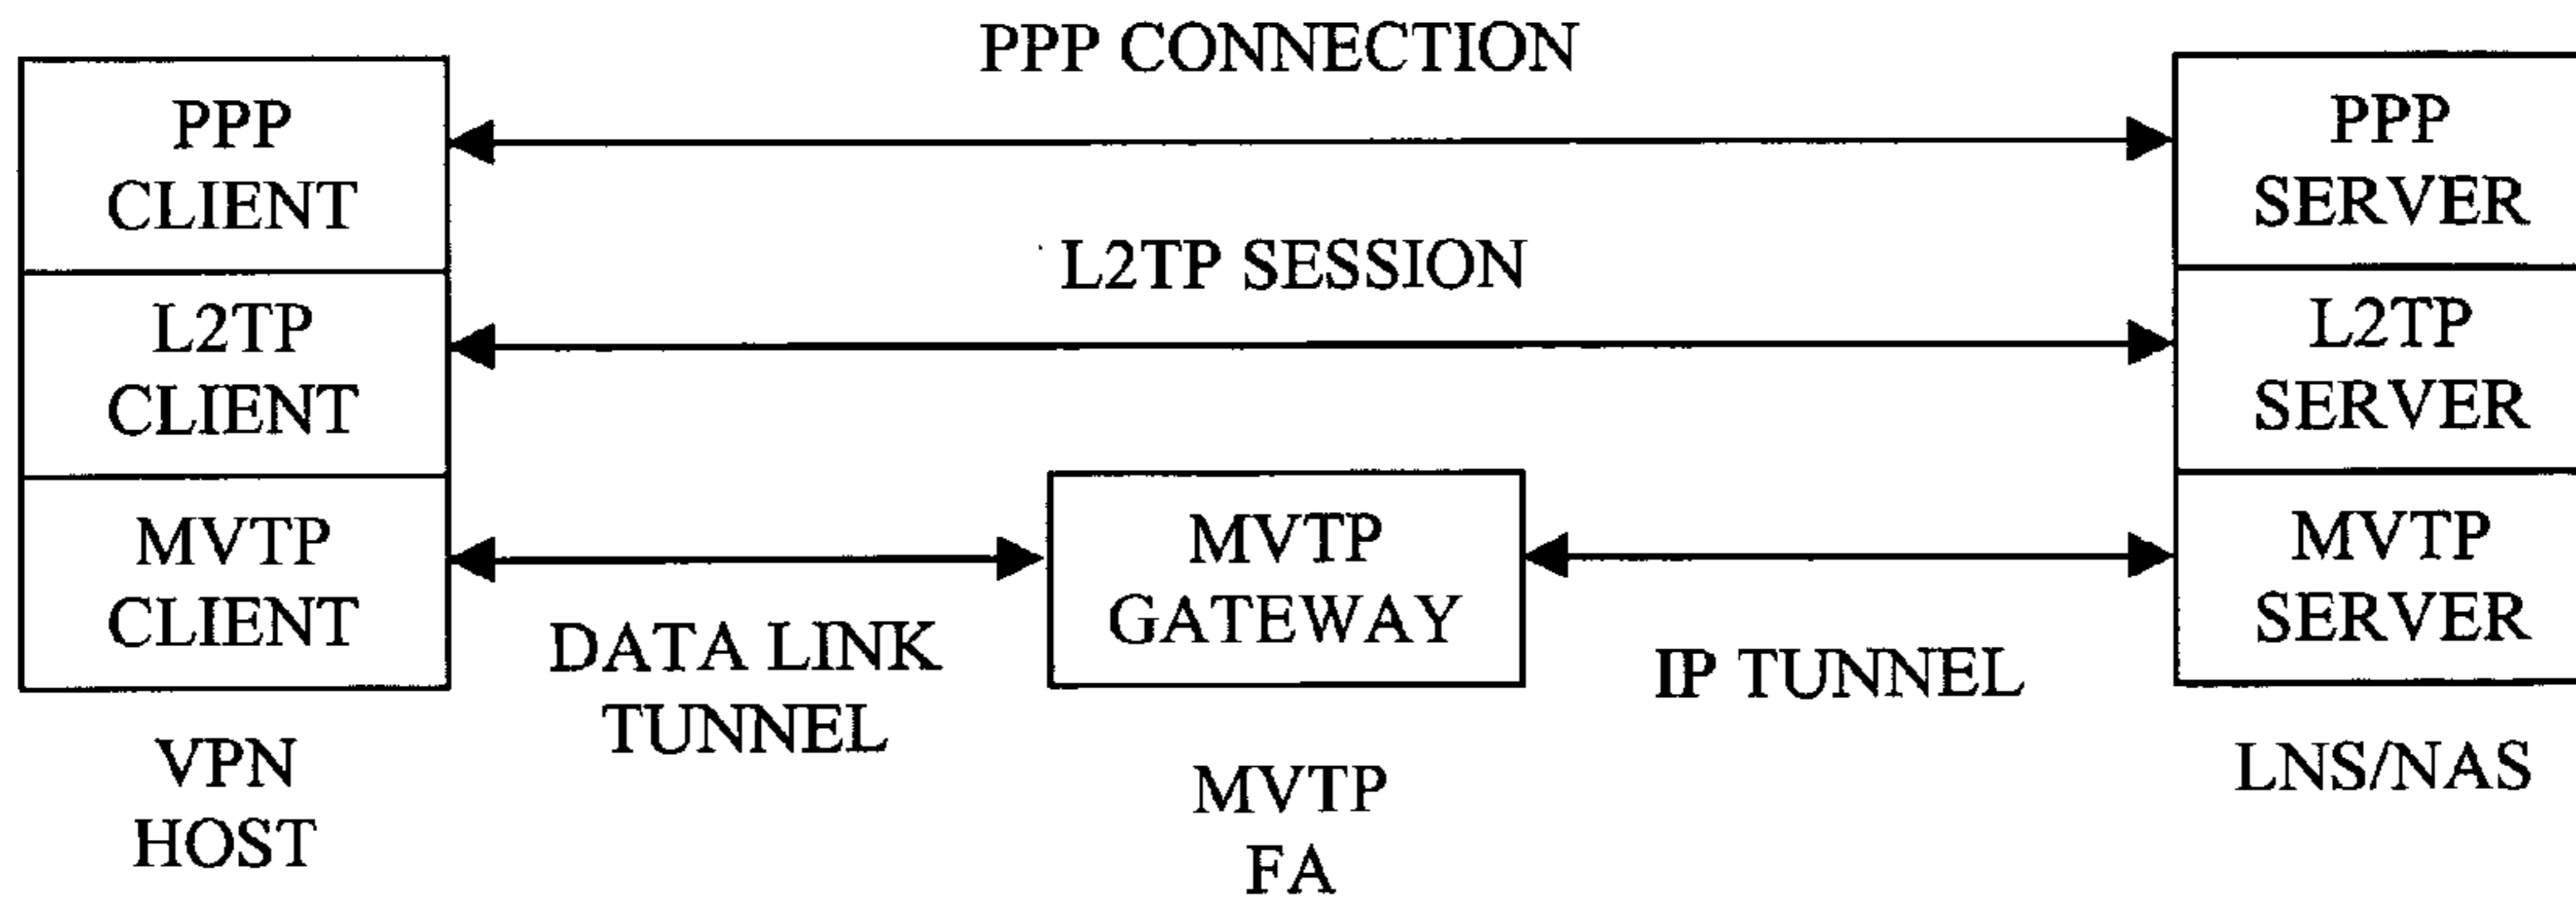 PPP CONNECTION
PPP
CLIENT
PPP
SERVER
L2TP SESSION
L2TP
CLIENT
L2TP
SERVER
MVTP
CLIENT
MVTP
GATEWAY
MVTP
SERVER
DATA LINK
TUNNEL
IP TUNNEL
VPN
HOST
MVTP
FA
LNS/NAS